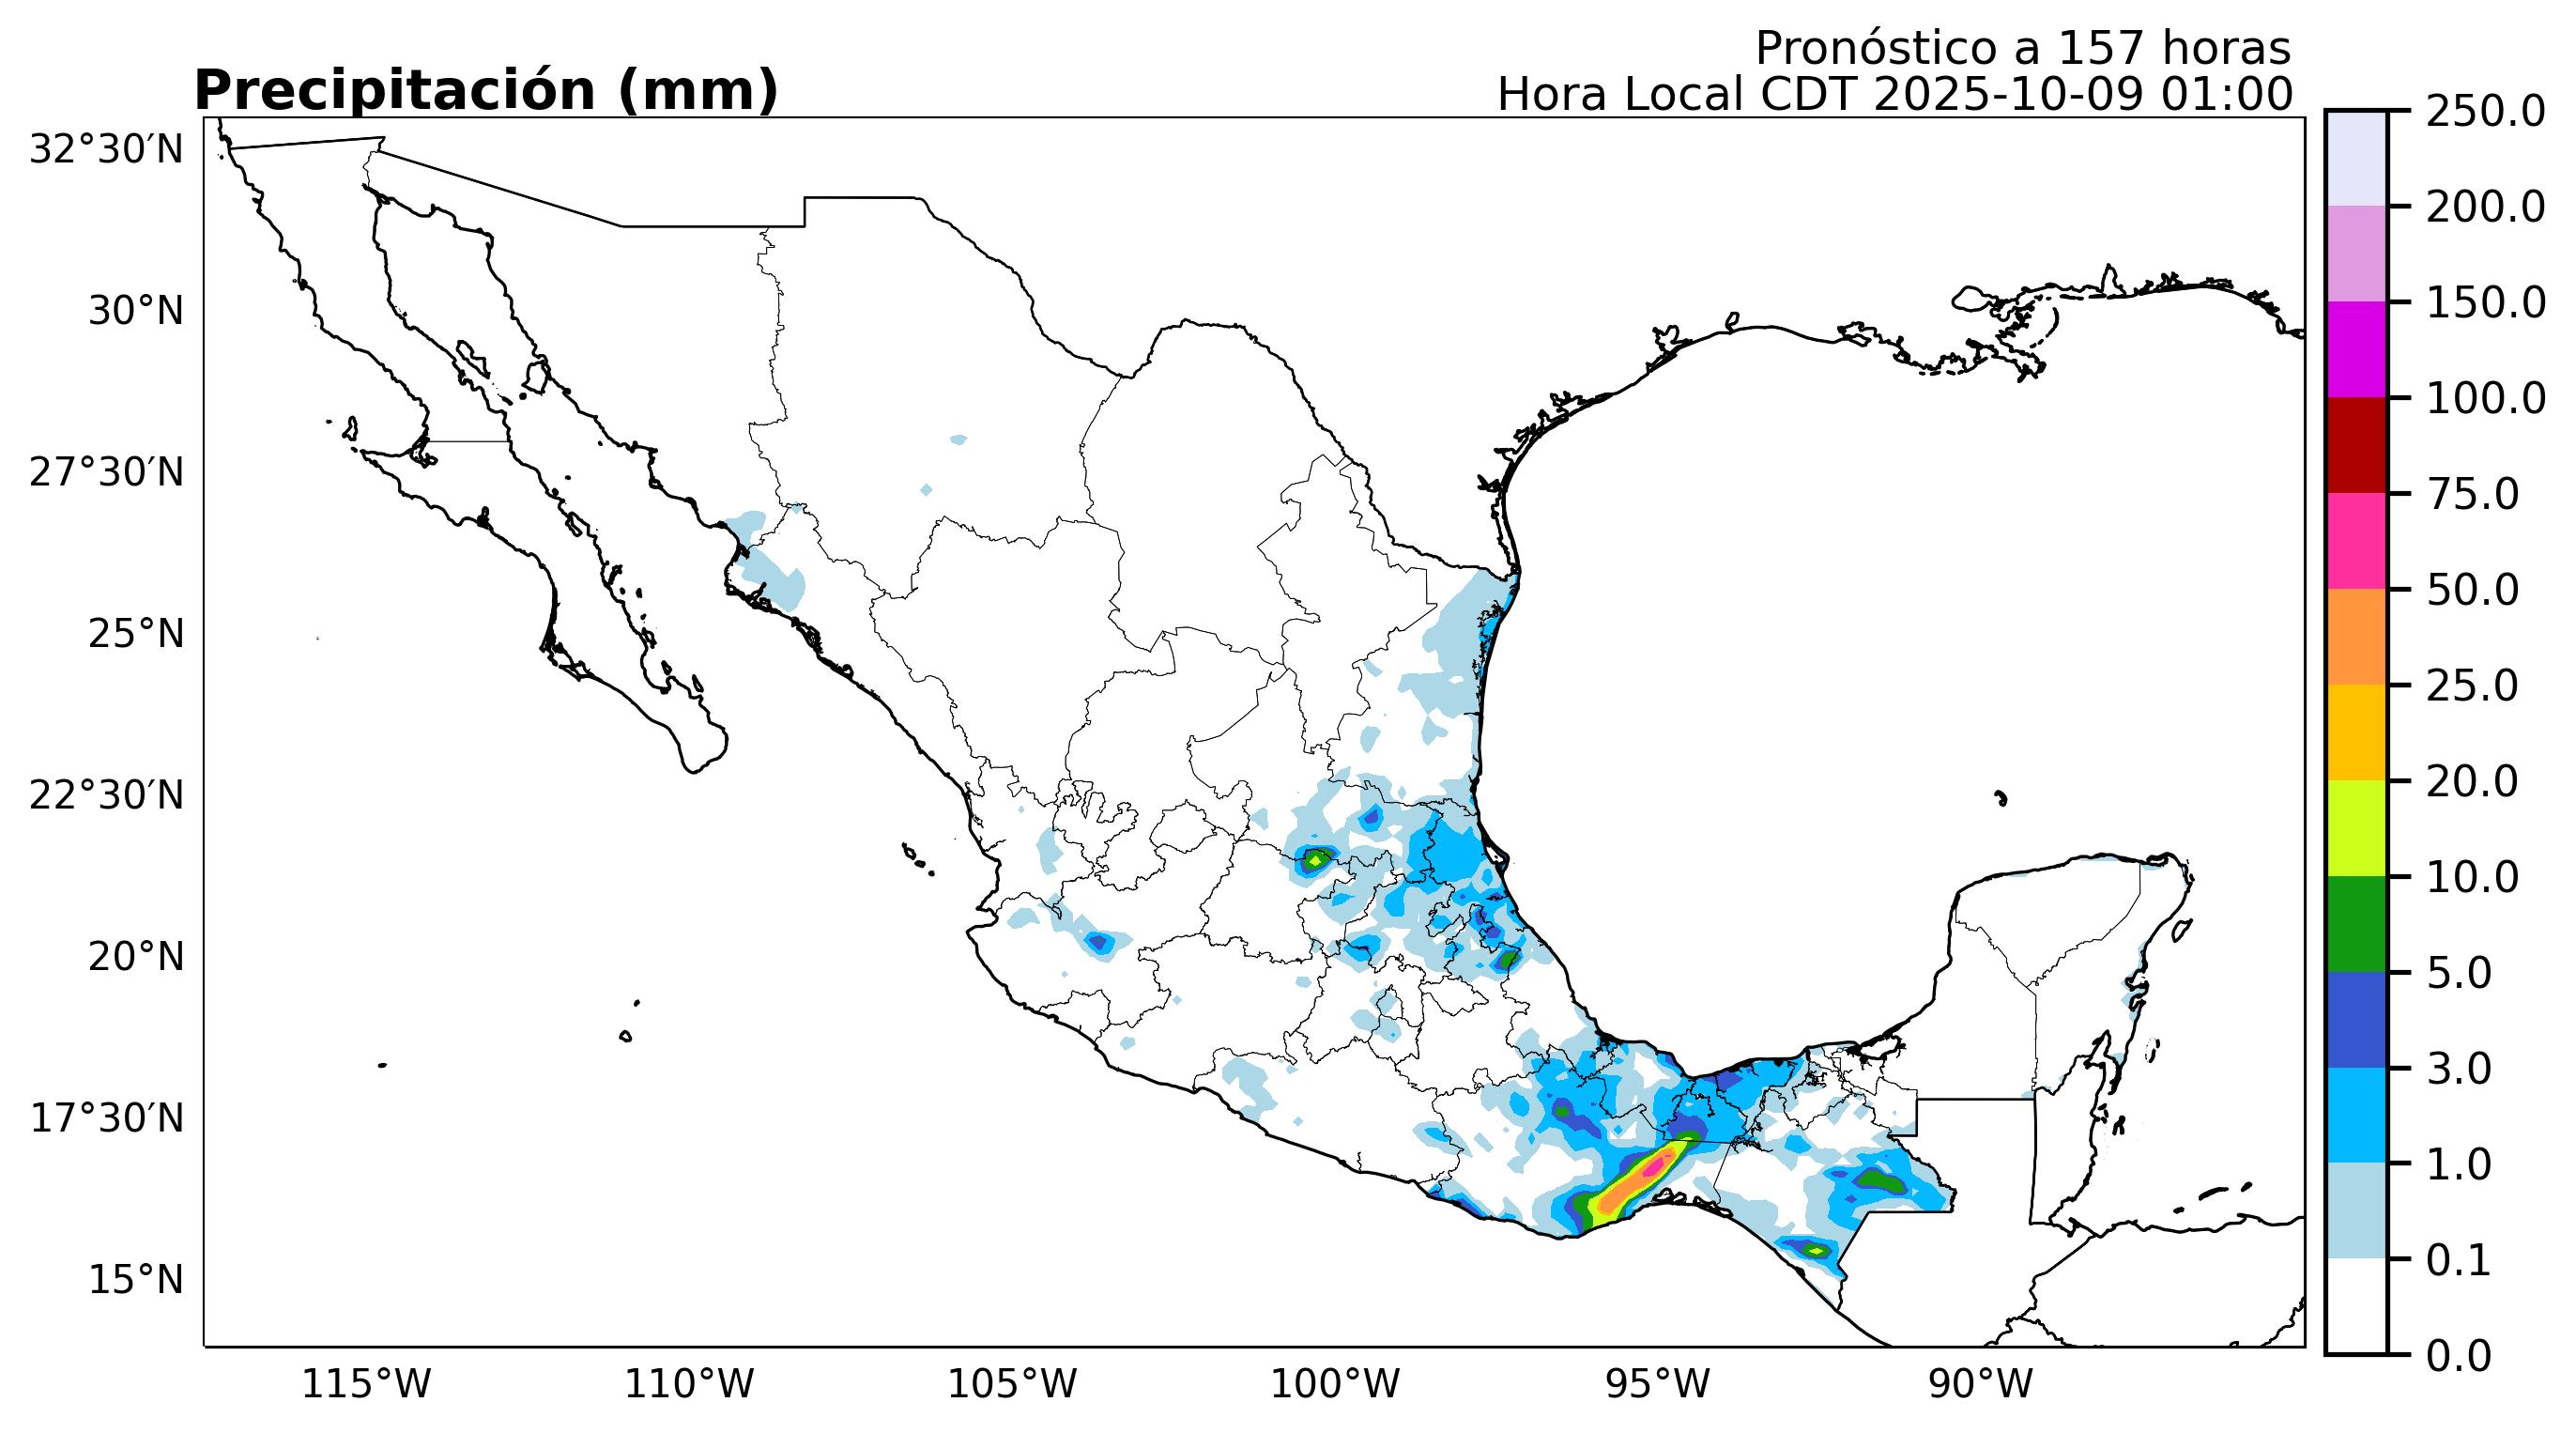 Pronóstico a 157 horas
Precipitación (mm)
Hora Local CDT 2025-10-09 01:00
32°30′N
30°N
27°30′N
25°N
22°30′N
20°N
17°30′N
15°N
115°W
110°W
105°W
100°W
95°W
90°W
250.0
200.0
150.0
100.0
75.0
50.0
25.0
20.0
10.0
5.0
3.0
1.0
0.1
0.0